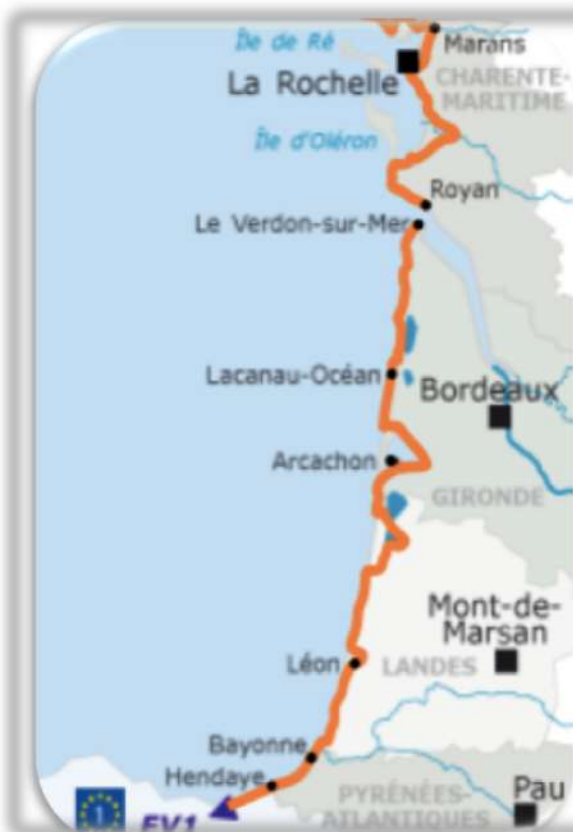 Marans
Île de Ré
La Rochelle
CHARENTE-
MARITIME
Île d'Oléron
Royan
Le Verdon-sur-Mer
Lacanau-Océan
Bordeaux
Arcachon
GIRONDE
Mont-de-
Marsan
Léon
LANDES
Bayonne
Hendaye
PYRÉNÉES-
ATLANTIQUES
Pau
1
EV1